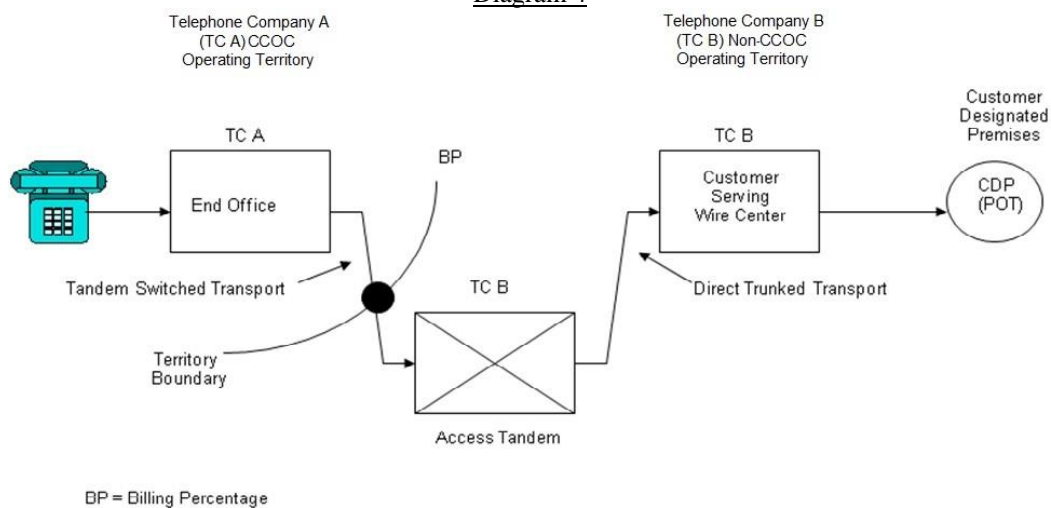 Telephone Company A
(TC A) CCOC
Operating Territory
Telephone Company B
(TC B) Non-CCOC
Operating Territory
Customer
Designated
Premises
TC A
BP
TC B
End Office
Customer
Serving
Wire Center
CDP
(POT)
Tandem Switched Transport
TC B
Direct Trunked Transport
Territory
Boundary
Access Tandem
BP = Billing Percentage